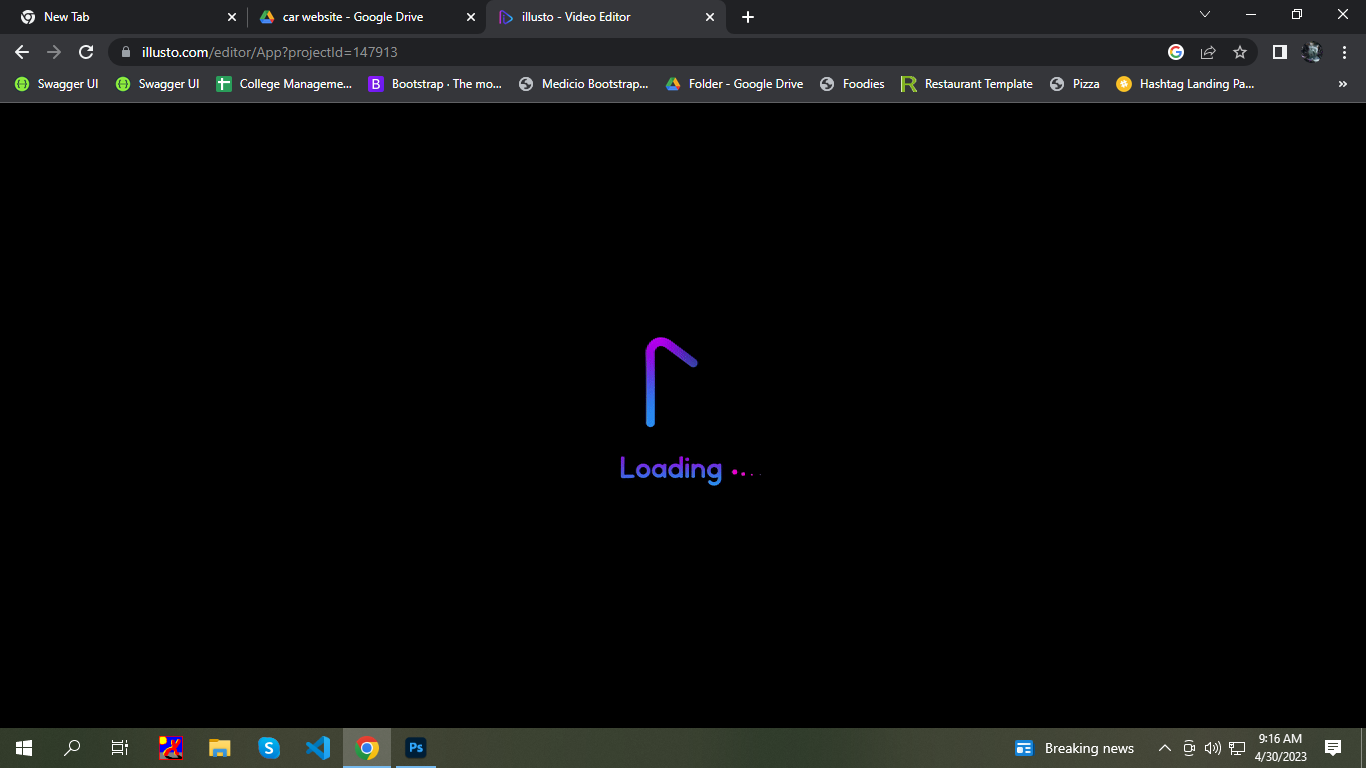 New Tab
car website - Google Drive
illusto - Video Editor
illusto.com/editor/App?projectId=147913
Swagger UI
Swagger UI
College Manageme...
Bootstrap · The mo...
Medicio Bootstrap...
Folder - Google Drive
Foodies
Restaurant Template
Pizza
Hashtag Landing Pa...
Loading
Ps
Breaking news
9:16 AM
4/30/2023